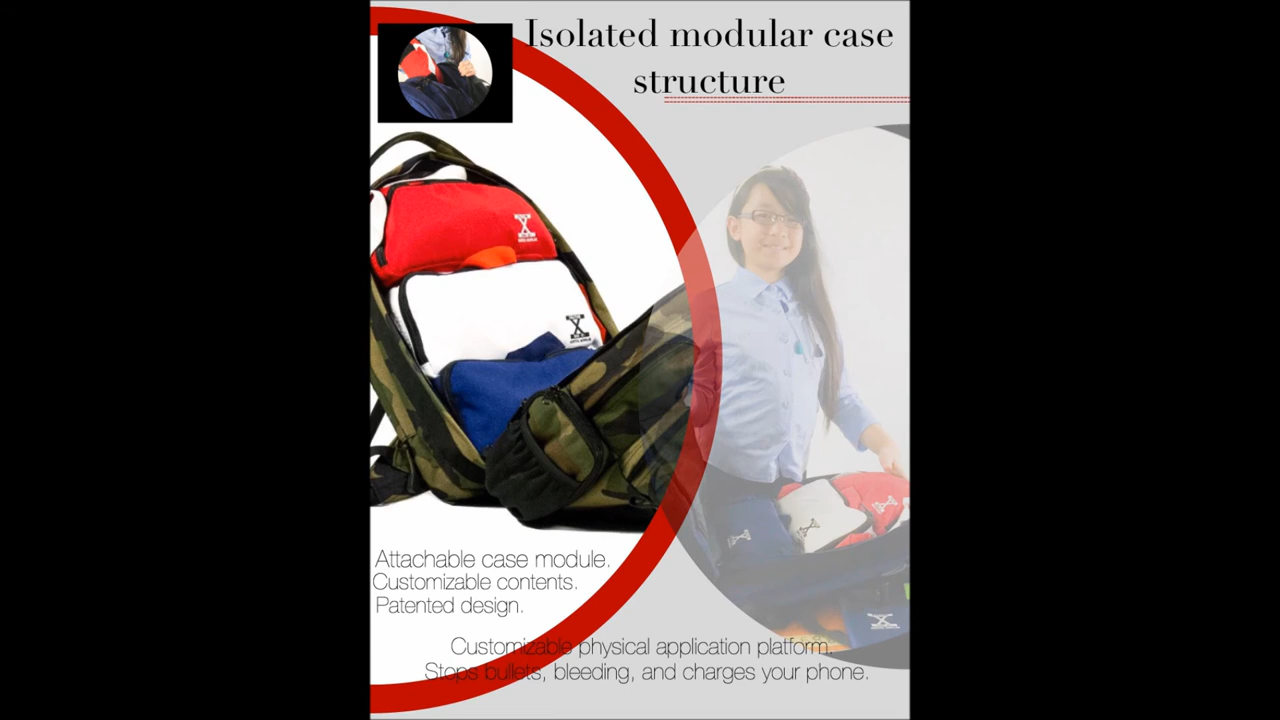 Isolated modular case
structure
X
X
Attachable case module.
Customizable contents.
Patented design.
Customizable physical application platform.
Stops bullets, bleeding, and charges your phone.